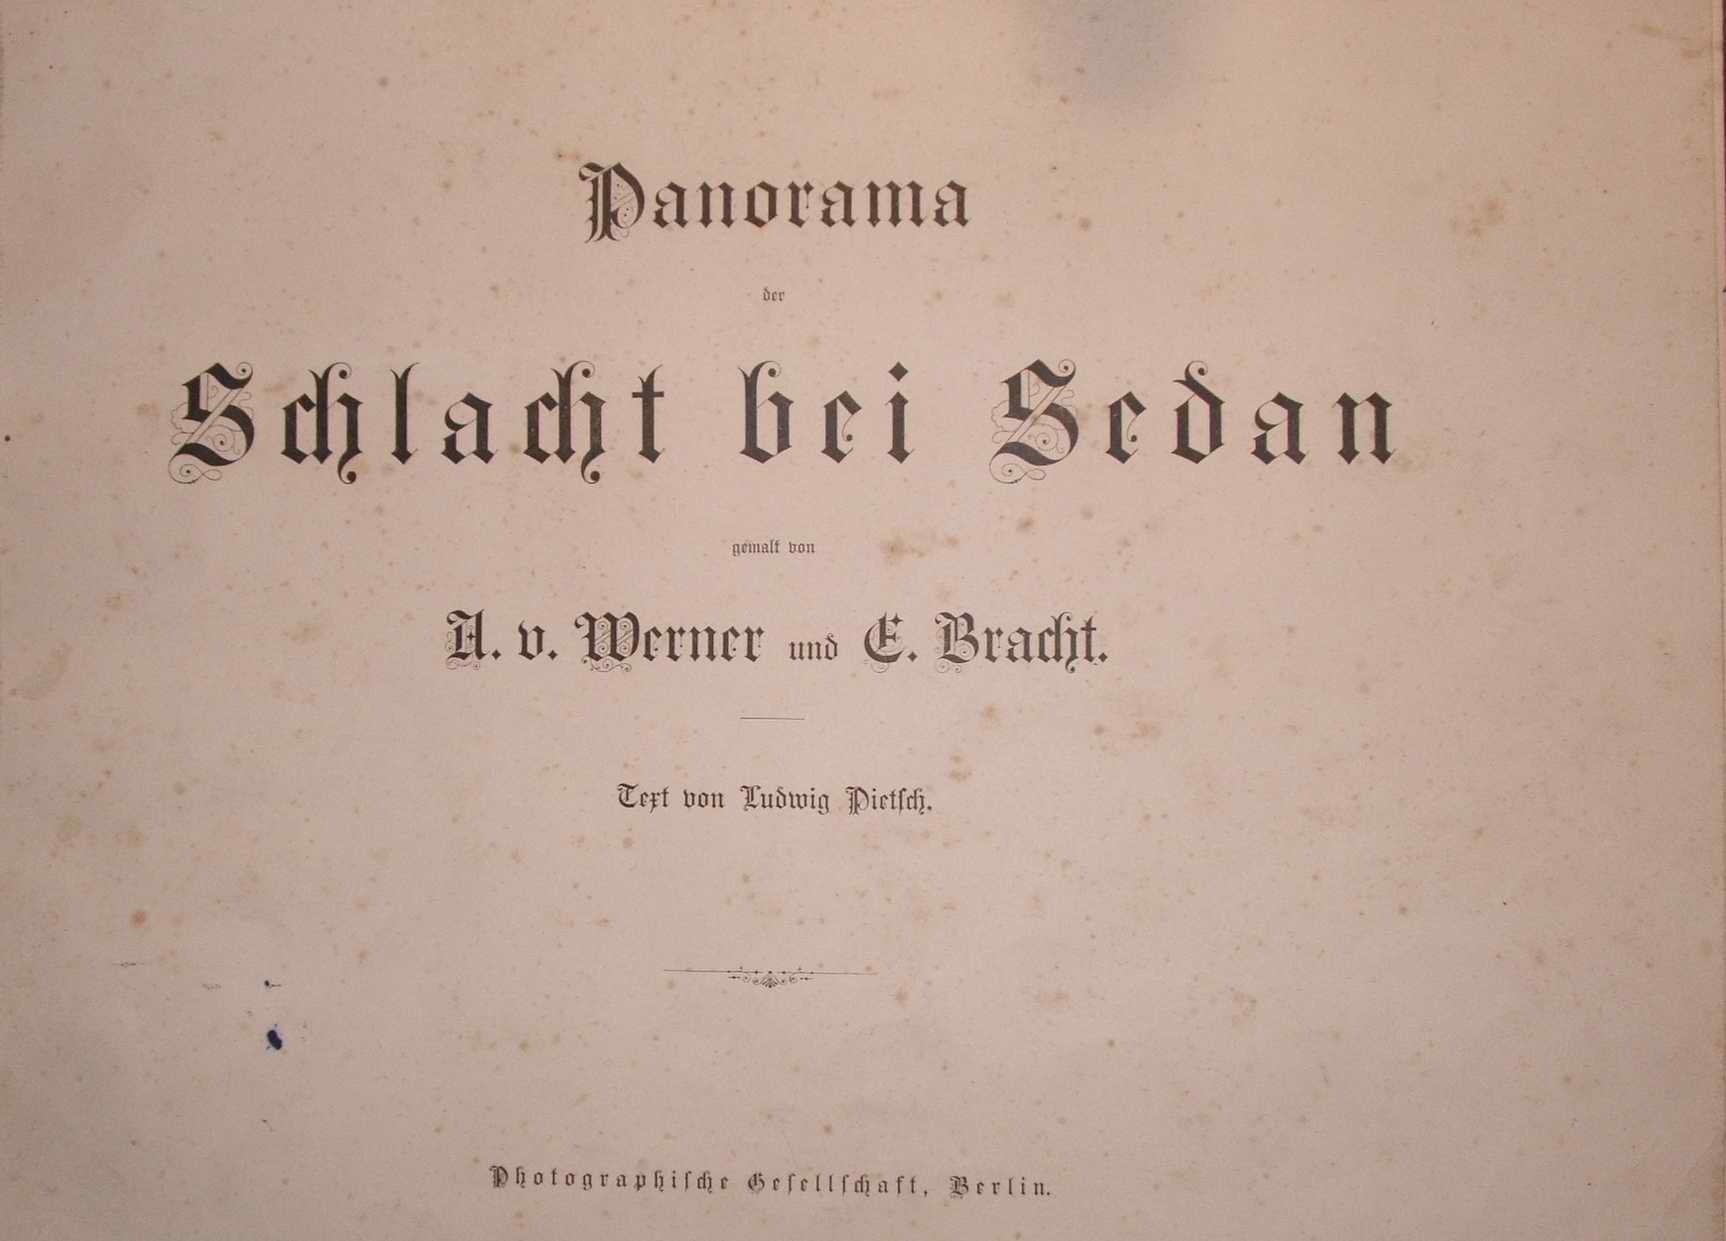 Panorama
der
Schlacht bei Sedan
gemalt von
A. v. Werner und E. Bracht.
Text von Ludwig Pietſch.
Photographiſche Geſellſchaft, Berlin.